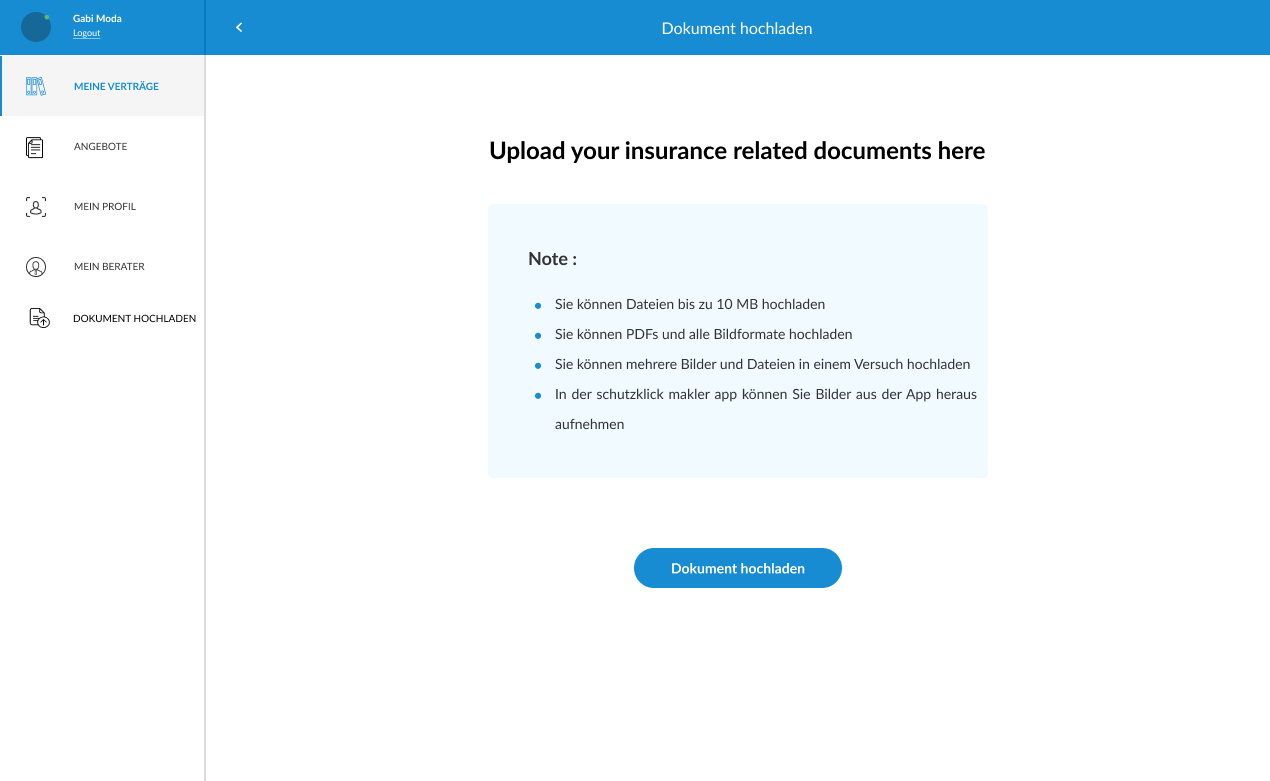 Gabi Moda
Logout
Dokument hochladen
MEINE VERTRÄGE
ANGEBOTE
MEIN PROFIL
MEIN BERATER
DOKUMENT HOCHLADEN
Upload your insurance related documents here
Note :
Sie können Dateien bis zu 10 MB hochladen
Sie können PDFs und alle Bildformate hochladen
Sie können mehrere Bilder und Dateien in einem Versuch hochladen
In der schutzklick makler app können Sie Bilder aus der App heraus
aufnehmen
Dokument hochladen